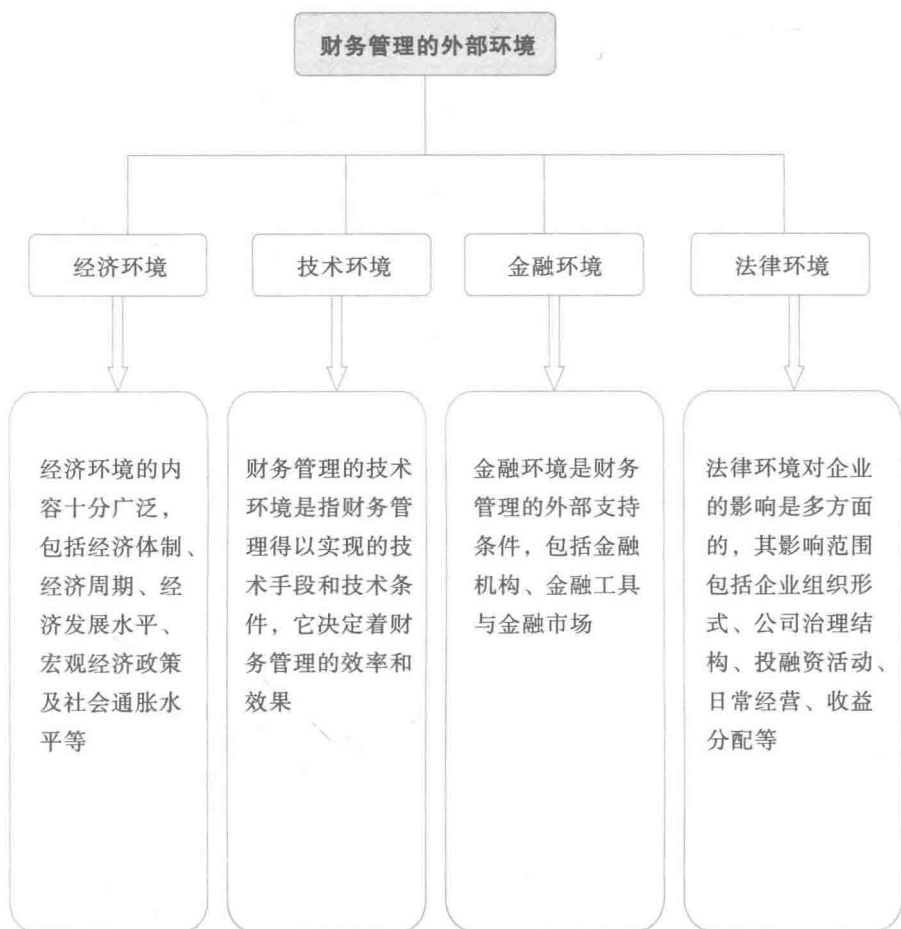 财务管理的外部环境
经济环境
技术环境
金融环境
法律环境
经济环境的内
容十分广泛，
包括经济体制、
经济周期、经
济发展水平、
宏观经济政策
及社会通胀水
平等
财务管理的技术
环境是指财务管
理得以实现的技
术手段和技术条
件，它决定着财
务管理的效率和
效果
金融环境是财务
管理的外部支持
条件，包括金融
机构、金融工具
与金融市场
法律环境对企业
的影响是多方面
的，其影响范围
包括企业组织形
式、公司治理结
构、投融资活动、
日常经营、收益
分配等